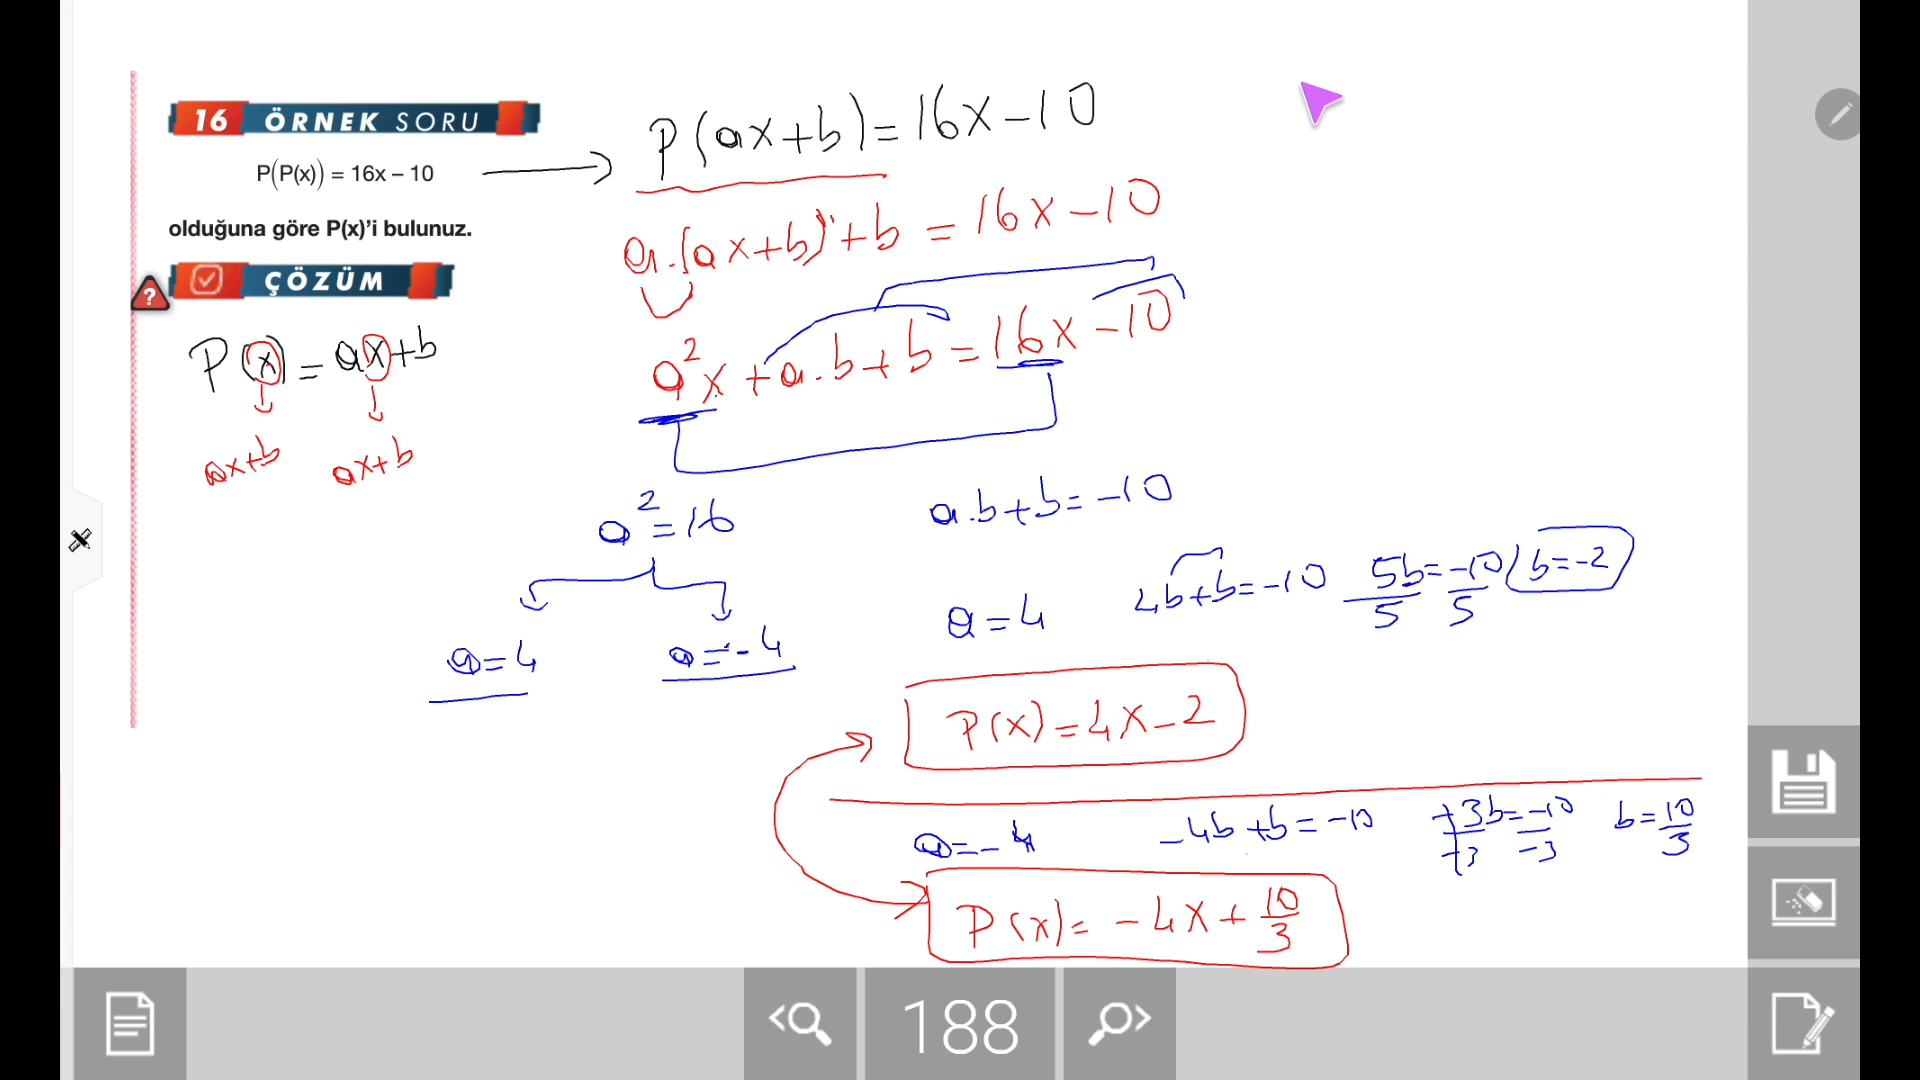 16 ÖRNEK SORU
P(P(x)) = 16x – 10
olduğuna göre P(x)'i bulunuz.
ÇÖZÜM
P(x) = ax+b
ax+b ax+b
P(ax+b) = 16x-10
a.(ax+b)+b = 16x-10
a²x+a.b+b = 16x-10
a²=16
a=4 a=-4
a.b+b=-10
a=4 4b+b=-10 5b/5=-10/5 b=-2
P(x)=4x-2
a=-4 -4b+b=-10 -3b/-3=-10/-3 b=10/3
P(x)=-4x+10/3
?
188